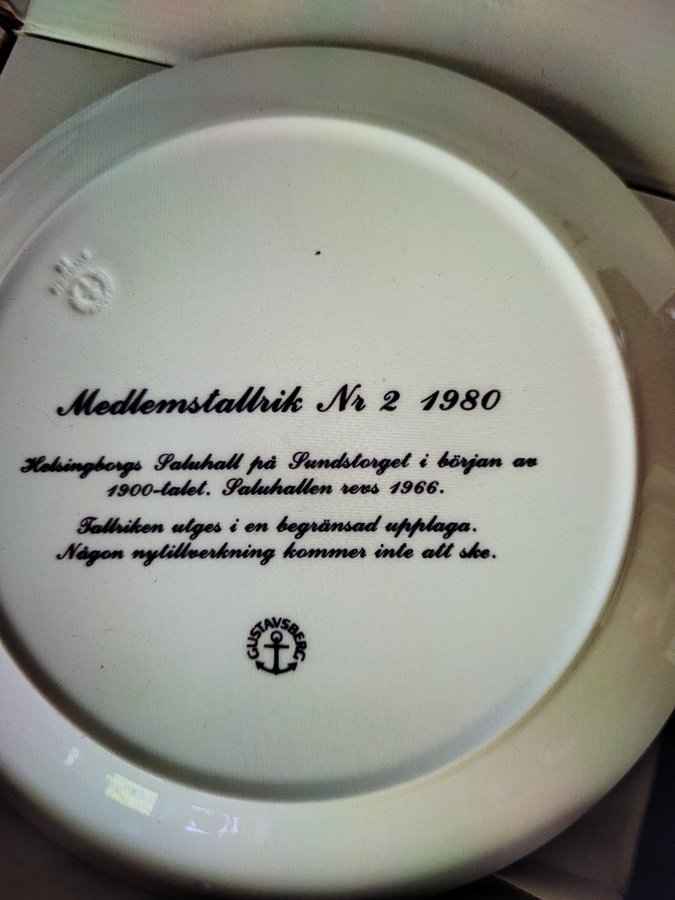 Medlemstallrik Nr 2 1980
Helsingborgs Saluhall på Sundstorget i början av
1900-talet. Saluhallen revs 1966.
Tallriken utges i en begränsad upplaga.
Någon nytillverkning kommer inte att ske.
GUSTAVSBERG